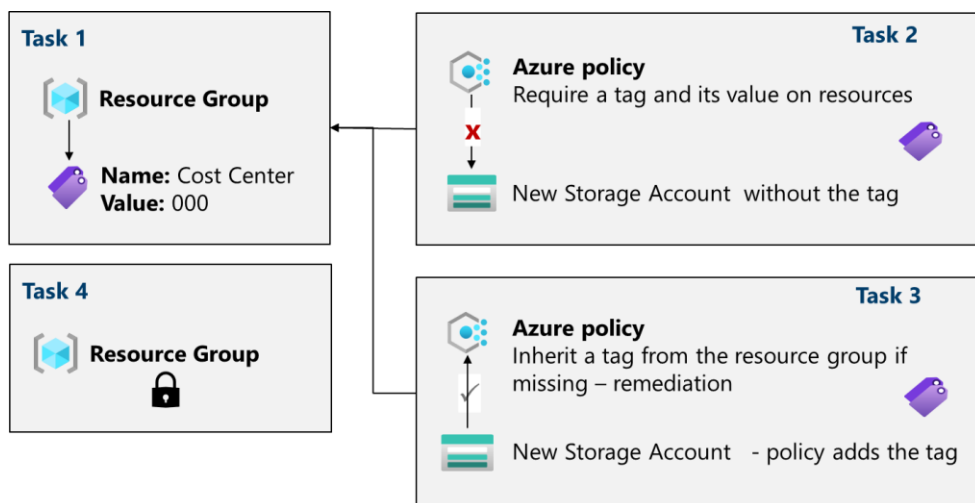 Task 1
Resource Group
Name: Cost Center
Value: 000
Task 2
Azure policy
Require a tag and its value on resources
x
New Storage Account without the tag
Task 4
Resource Group
Task 3
Azure policy
Inherit a tag from the resource group if
missing – remediation
New Storage Account - policy adds the tag